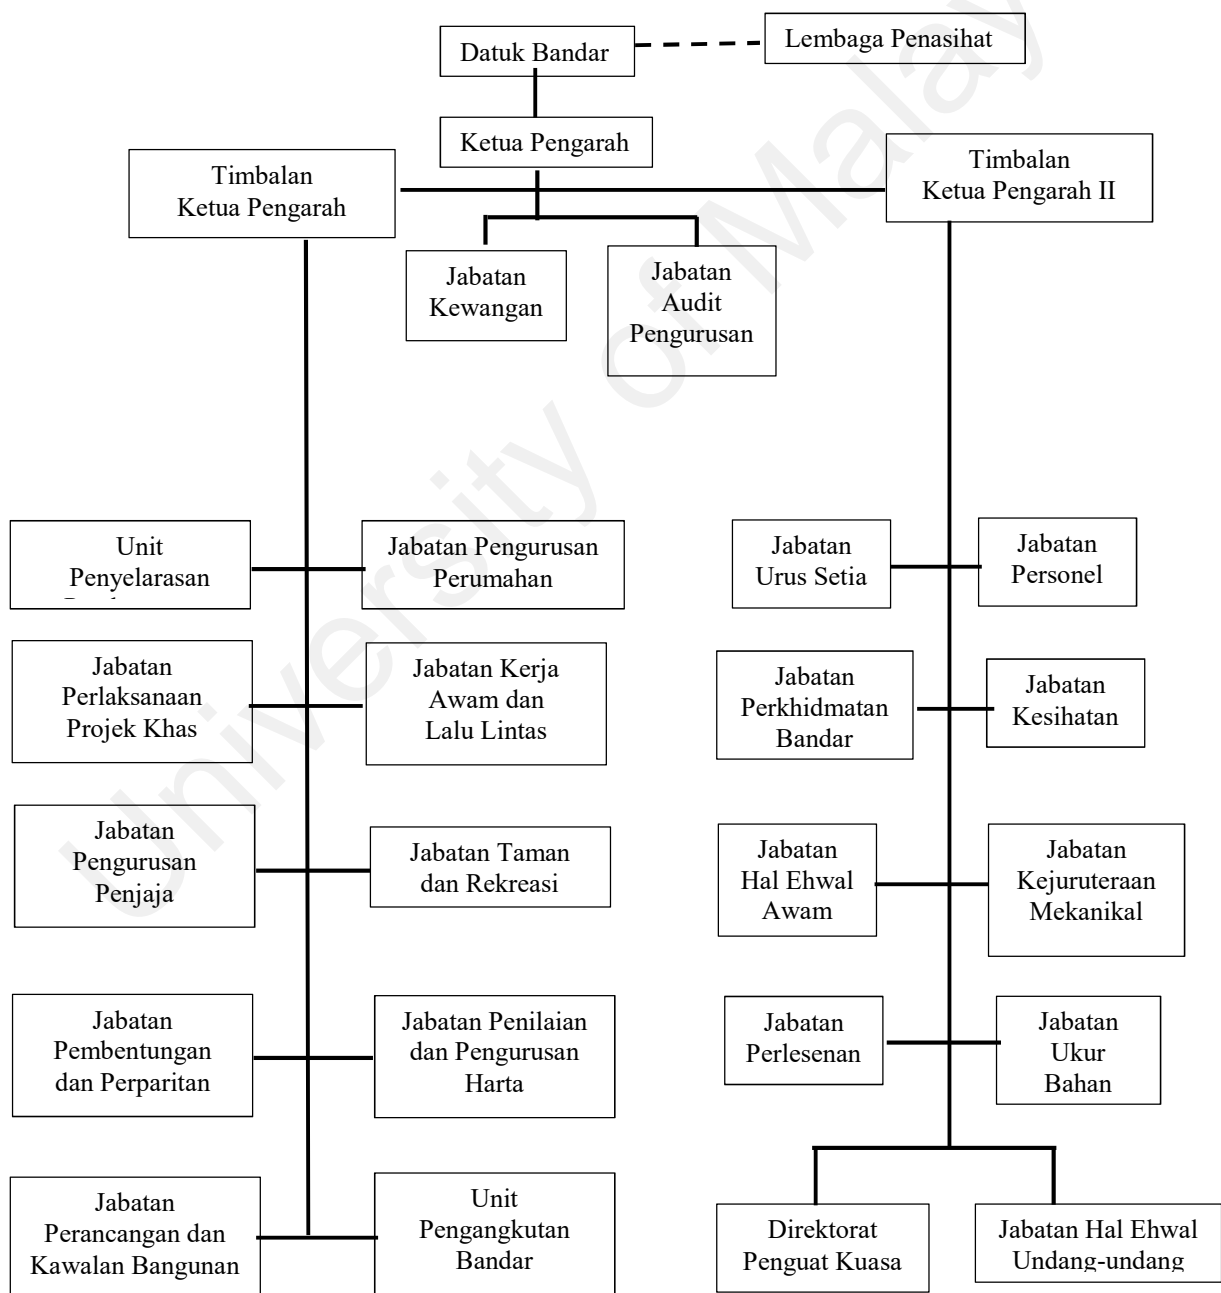 Datuk Bandar
Lembaga Penasihat
Ketua Pengarah
Timbalan
Ketua Pengarah
Timbalan
Ketua Pengarah II
Jabatan
Kewangan
Jabatan
Audit
Pengurusan
Unit
Penyelarasan
Jabatan Pengurusan
Perumahan
Jabatan
Urus Setia
Jabatan
Personel
Jabatan
Perlaksanaan
Projek Khas
Jabatan Kerja
Awam dan
Lalu Lintas
Jabatan
Perkhidmatan
Bandar
Jabatan
Kesihatan
Jabatan
Pengurusan
Penjaja
Jabatan Taman
dan Rekreasi
Jabatan
Hal Ehwal
Awam
Jabatan
Kejuruteraan
Mekanikal
Jabatan
Pembentungan
dan Perparitan
Jabatan Penilaian
dan Pengurusan
Harta
Jabatan
Perlesenan
Jabatan
Ukur
Bahan
Jabatan
Perancangan dan
Kawalan Bangunan
Unit
Pengangkutan
Bandar
Direktorat
Penguat Kuasa
Jabatan Hal Ehwal
Undang-undang
University of Malay